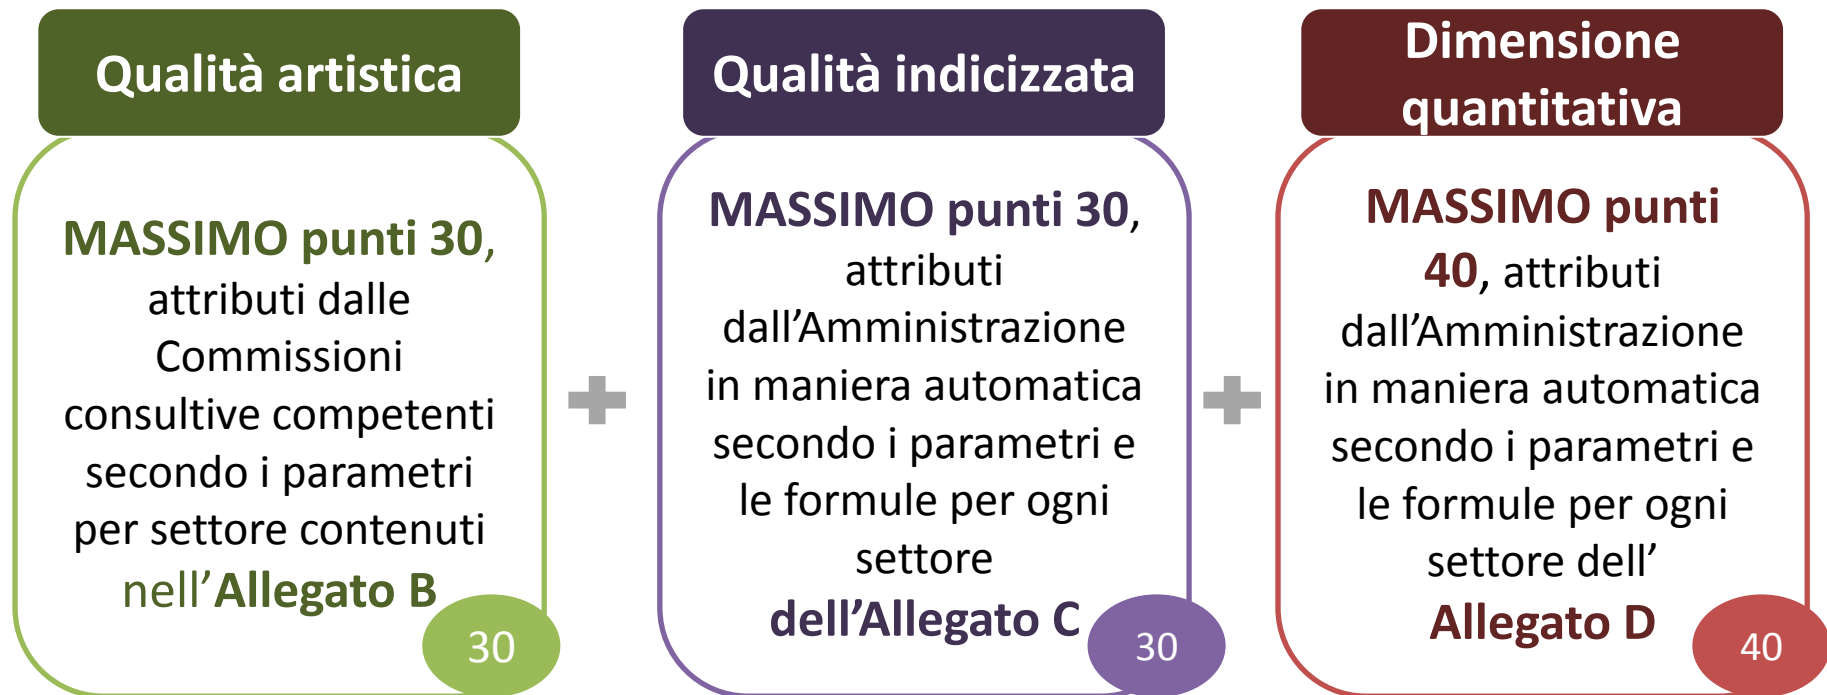 Qualità artistica
MASSIMO punti 30,
attributi dalle
Commissioni
consultive competenti
secondo i parametri
per settore contenuti
nell’Allegato B
30
Qualità indicizzata
MASSIMO punti 30,
attributi
dall’Amministrazione
in maniera automatica
secondo i parametri e
le formule per ogni
settore
dell’Allegato C
30
Dimensione
quantitativa
MASSIMO punti
40, attributi
dall’Amministrazione
in maniera automatica
secondo i parametri e
le formule per ogni
settore dell’
Allegato D
40